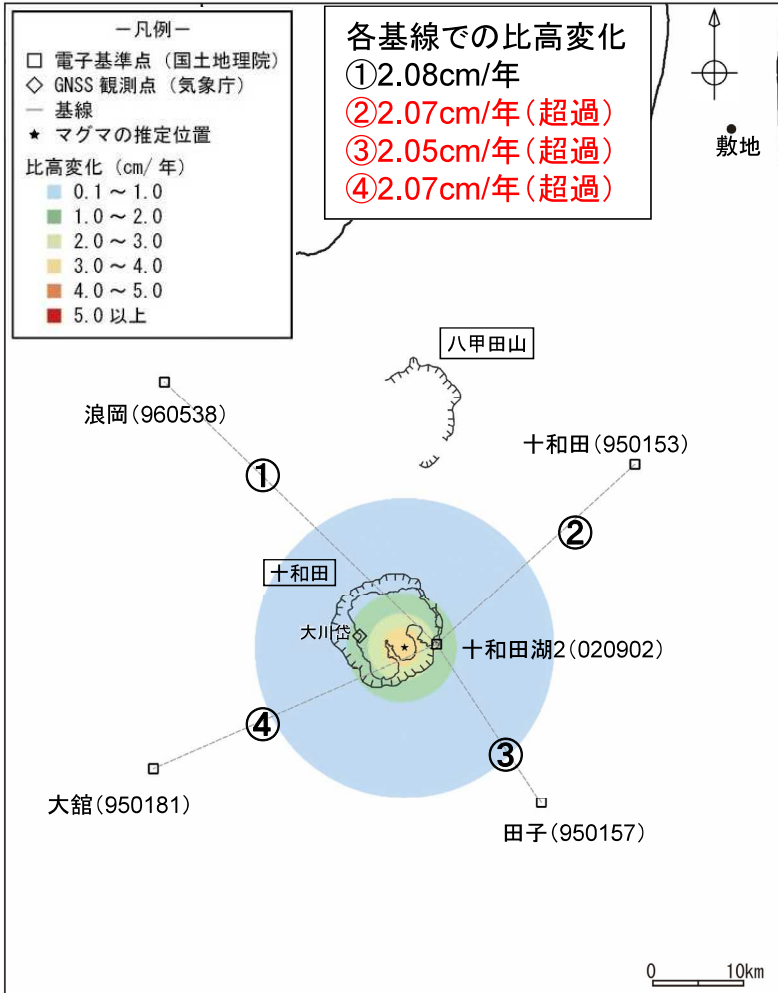 －凡例－
電子基準点（国土地理院）
GNSS 観測点（気象庁）
基線
マグマの推定位置
比高変化（cm/ 年）
0.1 ～ 1.0
1.0 ～ 2.0
2.0 ～ 3.0
3.0 ～ 4.0
4.0 ～ 5.0
5.0 以上
各基線での比高変化
①2.08cm/年
②2.07cm/年（超過）
③2.05cm/年（超過）
④2.07cm/年（超過）
敷地
八甲田山
浪岡（960538）
十和田（950153）
①
②
十和田
大川岱
十和田湖2（020902）
④
③
大舘（950181）
田子（950157）
0 10km